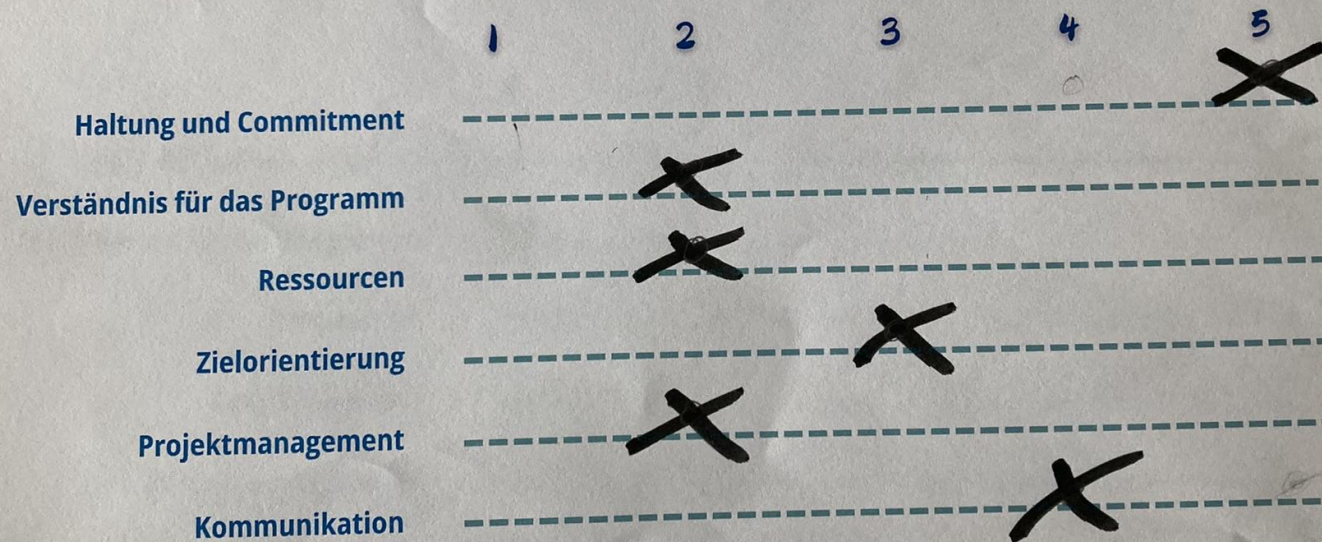 1 2 3 4 5
Haltung und Commitment
Verständnis für das Programm
Ressourcen
Zielorientierung
Projektmanagement
Kommunikation